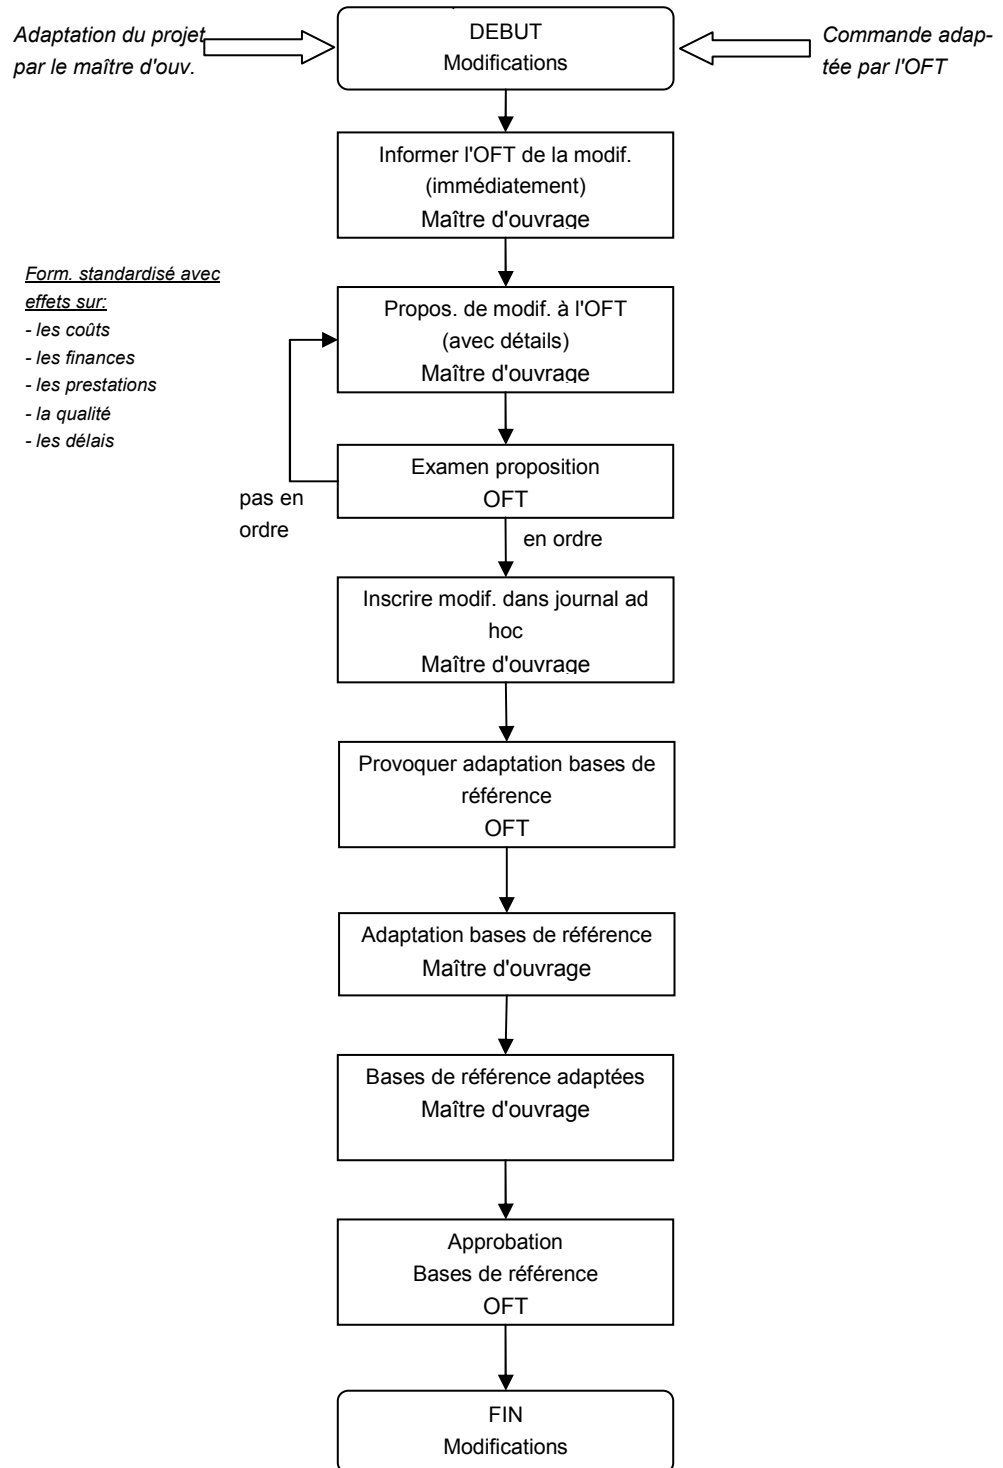 Adaptation du projet
par le maître d'ouv.
DEBUT
Modifications
Commande adap-
tée par l'OFT
Informer l'OFT de la modif.
(immédiatement)
Maître d'ouvrage
Form. standardisé avec
effets sur:
- les coûts
- les finances
- les prestations
- la qualité
- les délais
Propos. de modif. à l'OFT
(avec détails)
Maître d'ouvrage
Examen proposition
OFT
pas en
ordre
en ordre
Inscrire modif. dans journal ad
hoc
Maître d'ouvrage
Provoquer adaptation bases de
référence
OFT
Adaptation bases de référence
Maître d'ouvrage
Bases de référence adaptées
Maître d'ouvrage
Approbation
Bases de référence
OFT
FIN
Modifications